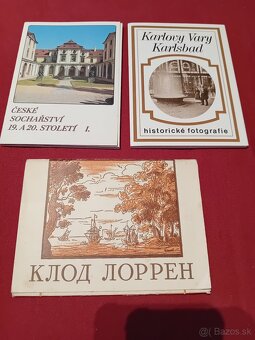 ČESKÉ
SOCHAŘSTVÍ
19. A 20. STOLETÍ I.
Karlovy Vary
Karlsbad
historické fotografie
КЛОД ЛОРРЕН
bazos.sk